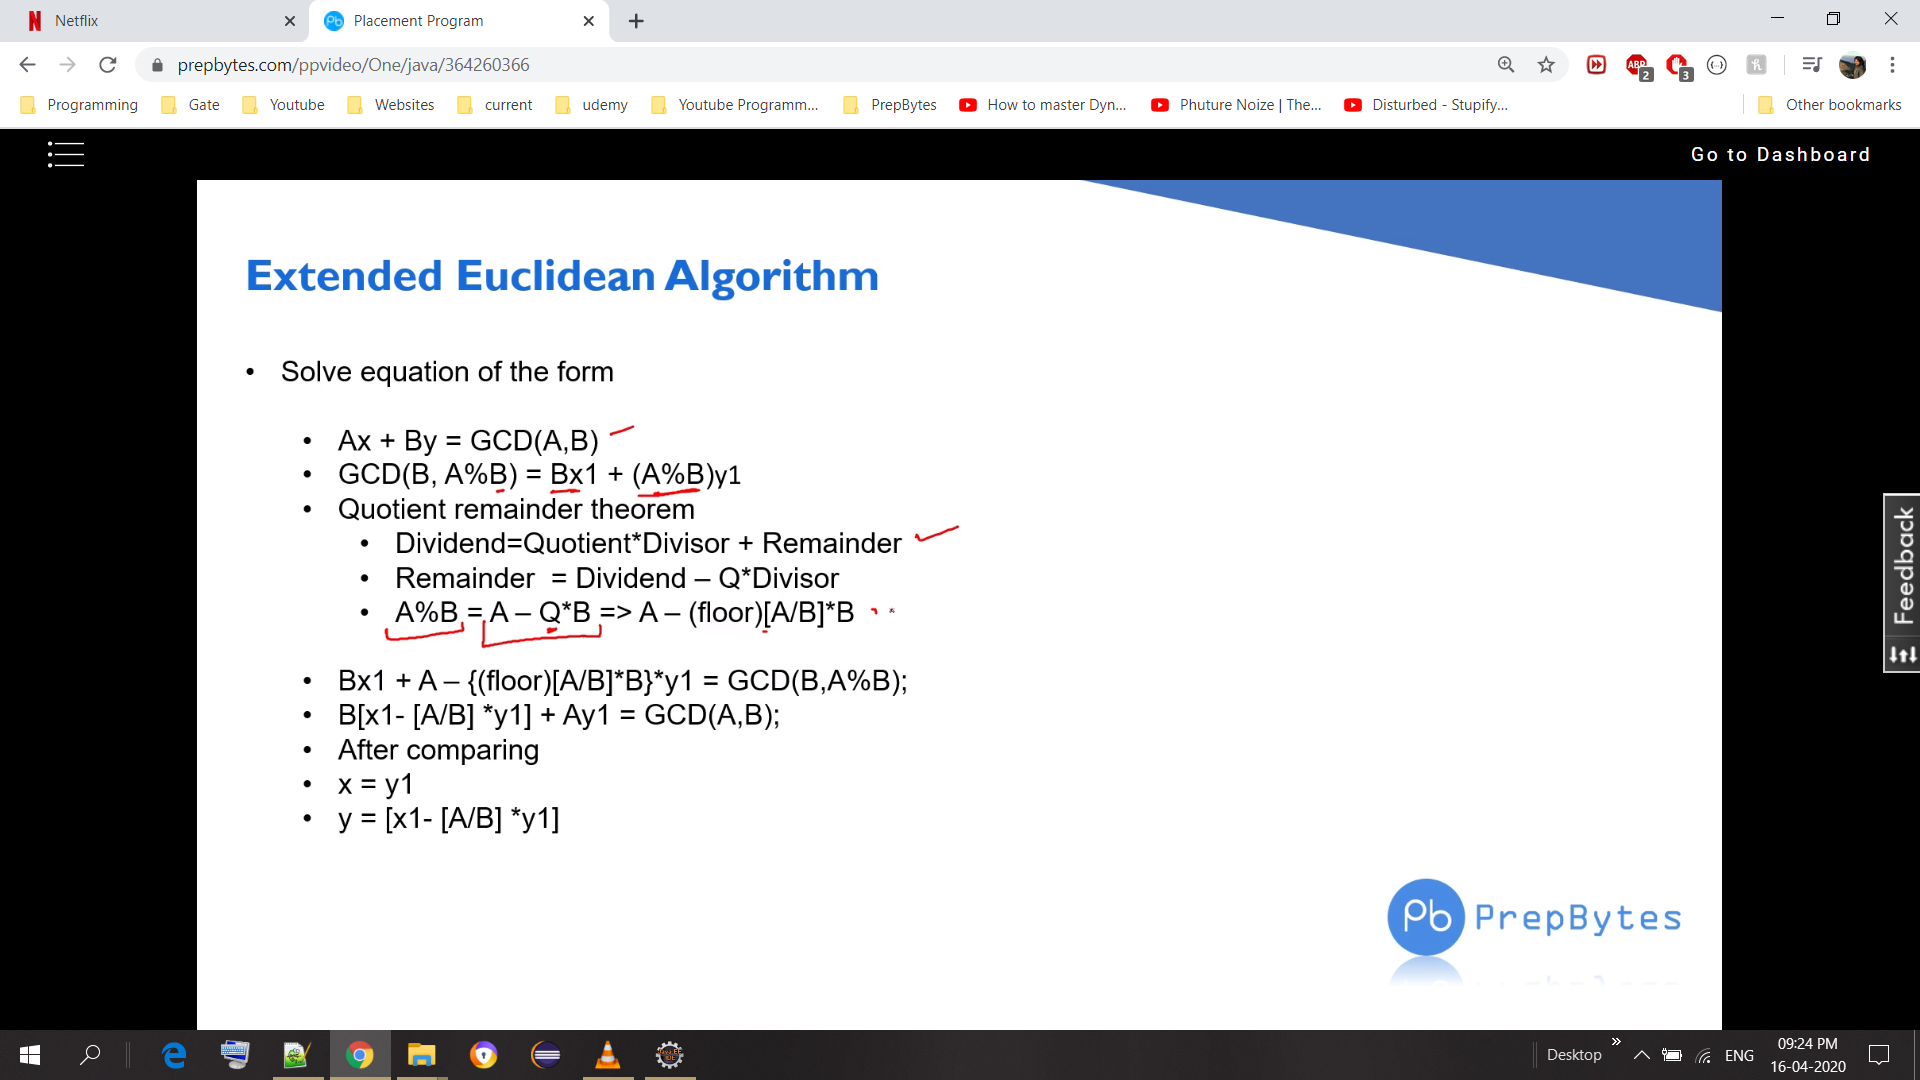 Netflix
Placement Program
prepbytes.com/ppvideo/One/java/364260366
ABP 2 3
Programming Gate Youtube Websites current udemy Youtube Programm... PrepBytes How to master Dyn... Phuture Noize | The... Disturbed - Stupify... Other bookmarks
Go to Dashboard
Extended Euclidean Algorithm
• Solve equation of the form
• Ax + By = GCD(A,B)
• GCD(B, A%B) = Bx1 + (A%B)y1
• Quotient remainder theorem
• Dividend=Quotient*Divisor + Remainder
• Remainder = Dividend – Q*Divisor
• A%B = A – Q*B => A – (floor)[A/B]*B
• Bx1 + A – {(floor)[A/B]*B}*y1 = GCD(B,A%B);
• B[x1- [A/B] *y1] + Ay1 = GCD(A,B);
• After comparing
• x = y1
• y = [x1- [A/B] *y1]
Feedback
Pb PrepBytes
Desktop
ENG
09:24 PM
16-04-2020